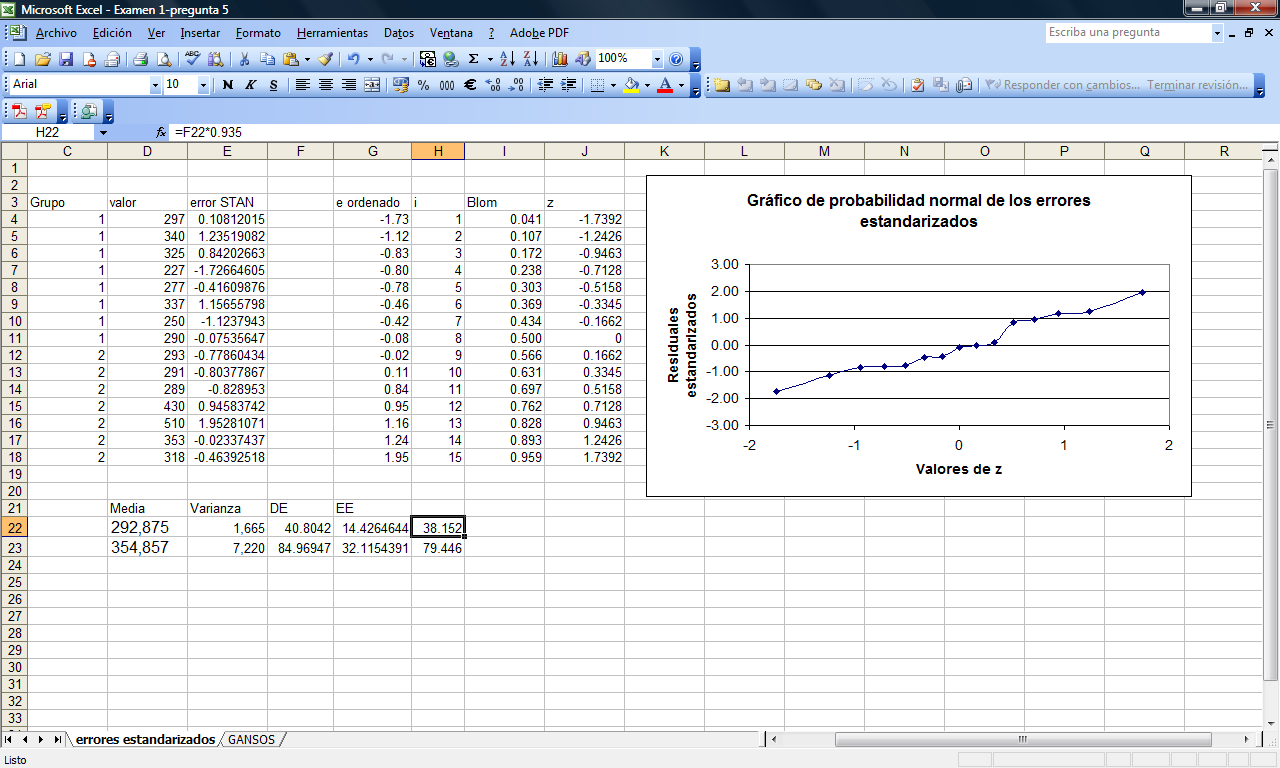 Microsoft Excel - Examen 1-pregunta 5
Archivo Edición Ver Insertar Formato Herramientas Datos Ventana ? Adobe PDF Escriba una pregunta
100%
Arial 10 N K S % 000 € Responder con cambios... Terminar revisión...
H22 fx =F22*0.935
C D E F G H I J K L M N O P Q R
1
2
3 Grupo valor error STAN e ordenado i Blom z
4 1 297 0.10812015 -1.73 1 0.041 -1.7392
5 1 340 1.23519082 -1.12 2 0.107 -1.2426
6 1 325 0.84202663 -0.83 3 0.172 -0.9463
7 1 227 -1.72664605 -0.80 4 0.238 -0.7128
8 1 277 -0.41609876 -0.78 5 0.303 -0.5158
9 1 337 1.15655798 -0.46 6 0.369 -0.3345
10 1 250 -1.1237943 -0.42 7 0.434 -0.1662
11 1 290 -0.07535647 -0.08 8 0.500 0
12 2 293 -0.77860434 -0.02 9 0.566 0.1662
13 2 291 -0.80377867 0.11 10 0.631 0.3345
14 2 289 -0.828953 0.84 11 0.697 0.5158
15 2 430 0.94583742 0.95 12 0.762 0.7128
16 2 510 1.95281071 1.16 13 0.828 0.9463
17 2 353 -0.02337437 1.24 14 0.893 1.2426
18 2 318 -0.46392518 1.95 15 0.959 1.7392
19
20
21 Media Varianza DE EE
22 292,875 1,665 40.8042 14.4264644 38.152
23 354,857 7,220 84.96947 32.1154391 79.446
24
25
26
27
28
29
30
31
32
33
Gráfico de probabilidad normal de los errores
estandarizados
Residuales
estandarizados
3.00
2.00
1.00
0.00
-1.00
-2.00
-3.00
-2 -1 0 1 2
Valores de z
errores estandarizados GANSOS
Listo